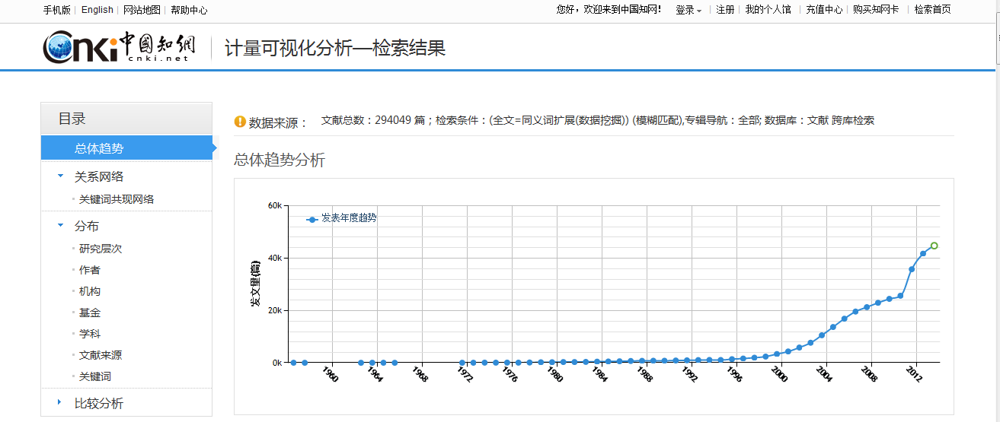 手机版 | English | 网站地图 | 帮助中心
您好，欢迎来到中国知网！ 登录 | 注册 | 我的个人馆 | 充值中心 | 购买知网卡 | 检索首页
Cnki 中國知網
cnki.net
计量可视化分析—检索结果
目录
总体趋势
关系网络
关键词共现网络
分布
研究层次
作者
机构
基金
学科
文献来源
关键词
比较分析
数据来源： 文献总数：294049 篇；检索条件：(全文=同义词扩展(数据挖掘)) (模糊匹配),专辑导航：全部; 数据库：文献 跨库检索
总体趋势分析
发表年度趋势
发文量(篇)
60k
40k
20k
0k
1960 1964 1968 1972 1976 1980 1984 1988 1992 1996 2000 2004 2008 2012